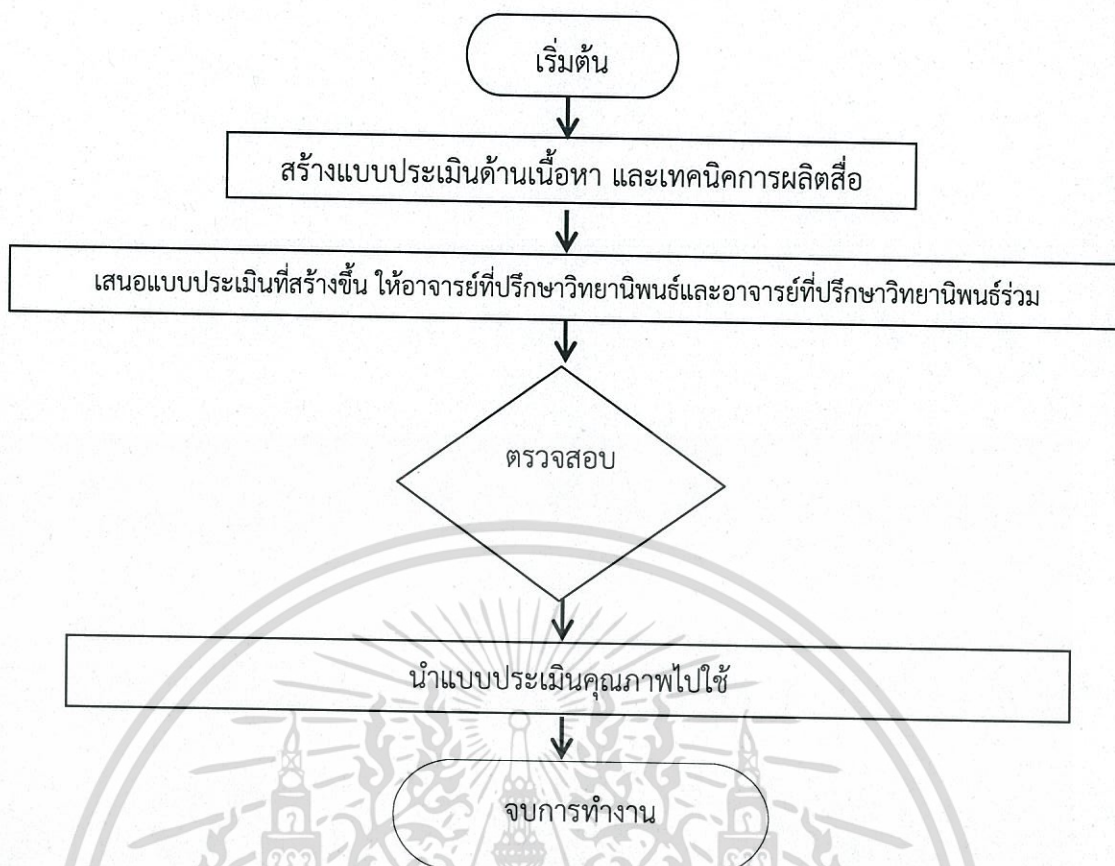 เริ่มต้น
สร้างแบบประเมินด้านเนื้อหา และเทคนิคการผลิตสื่อ
เสนอแบบประเมินที่สร้างขึ้น ให้อาจารย์ที่ปรึกษาวิทยานิพนธ์และอาจารย์ที่ปรึกษาวิทยานิพนธ์ร่วม
ตรวจสอบ
นำแบบประเมินคุณภาพไปใช้
จบการทำงาน